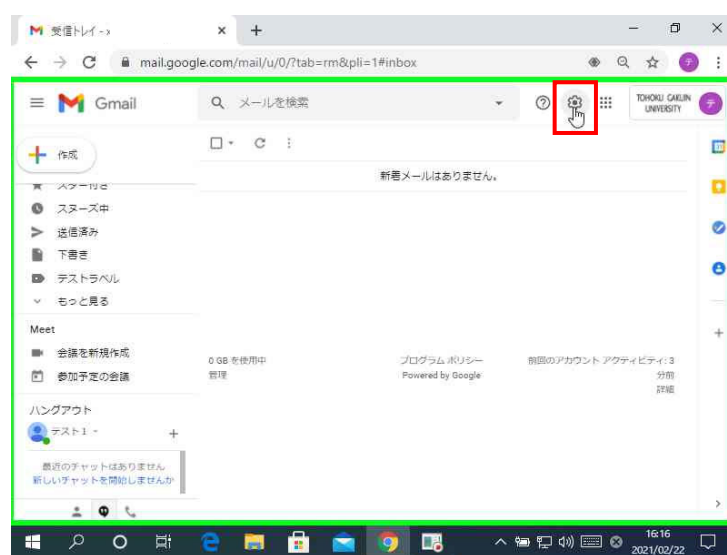 受信トレイ -
mail.google.com/mail/u/0/?tab=rm&pli=1#inbox
テ
Gmail
メールを検索
TOHOKU GAKUIN
UNIVERSITY
テ
作成
新着メールはありません。
スター付き
スヌーズ中
送信済み
下書き
テストラベル
もっと見る
Meet
会議を新規作成
参加予定の会議
0 GB を使用中
管理
プログラム ポリシー
Powered by Google
前回のアカウント アクティビティ: 3
分前
詳細
ハングアウト
テスト1
最近のチャットはありません
新しいチャットを開始しませんか
16:16
2021/02/22